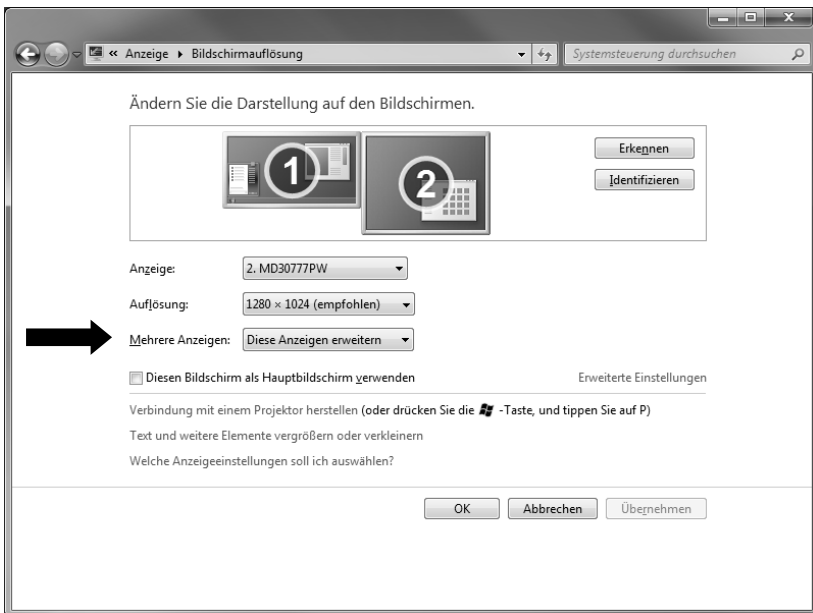 « Anzeige ▸ Bildschirmauflösung
Systemsteuerung durchsuchen
Ändern Sie die Darstellung auf den Bildschirmen.
1
2
Erkennen
Identifizieren
Anzeige: 2. MD30777PW
Auflösung: 1280 × 1024 (empfohlen)
Mehrere Anzeigen: Diese Anzeigen erweitern
Diesen Bildschirm als Hauptbildschirm verwenden
Erweiterte Einstellungen
Verbindung mit einem Projektor herstellen (oder drücken Sie die -Taste, und tippen Sie auf P)
Text und weitere Elemente vergrößern oder verkleinern
Welche Anzeigeeinstellungen soll ich auswählen?
OK Abbrechen Übernehmen